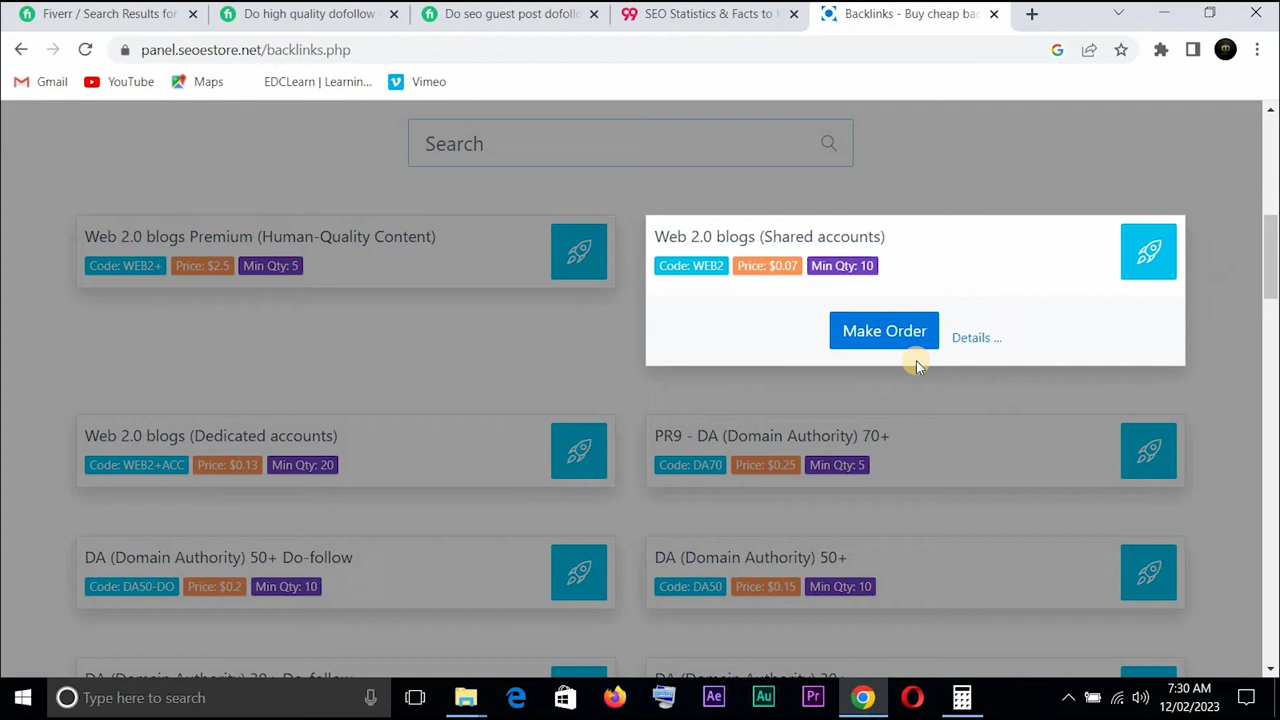 Fiverr / Search Results for
Do high quality dofollow
Do seo guest post dofoll
SEO Statistics & Facts to K
Backlinks - Buy cheap bac
panel.seoestore.net/backlinks.php
Gmail
YouTube
Maps
EDCLearn | Learnin...
Vimeo
Search
Web 2.0 blogs Premium (Human-Quality Content)
Code: WEB2+ Price: $2.5 Min Qty: 5
Web 2.0 blogs (Shared accounts)
Code: WEB2 Price: $0.07 Min Qty: 10
Make Order
Details ...
Web 2.0 blogs (Dedicated accounts)
Code: WEB2+ACC Price: $0.13 Min Qty: 20
PR9 - DA (Domain Authority) 70+
Code: DA70 Price: $0.25 Min Qty: 5
DA (Domain Authority) 50+ Do-follow
Code: DA50-DO Price: $0.2 Min Qty: 10
DA (Domain Authority) 50+
Code: DA50 Price: $0.15 Min Qty: 10
Type here to search
Ae
Au
Pr
7:30 AM
12/02/2023